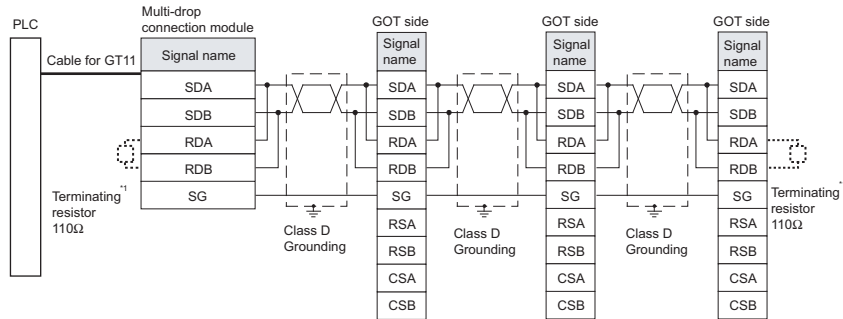 PLC
Multi-drop
connection module
Cable for GT11
Signal name
SDA
SDB
RDA
RDB
SG
Terminating*1
resistor
110Ω
Class D
Grounding
GOT side
Signal
name
SDA
SDB
RDA
RDB
SG
RSA
RSB
CSA
CSB
Class D
Grounding
GOT side
Signal
name
SDA
SDB
RDA
RDB
SG
RSA
RSB
CSA
CSB
Class D
Grounding
GOT side
Signal
name
SDA
SDB
RDA
RDB
SG
RSA
RSB
CSA
CSB
Terminating*
resistor
110Ω